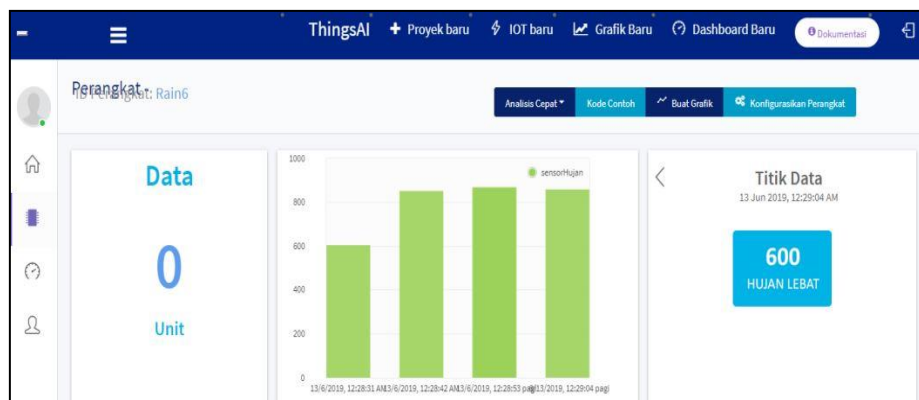 ThingsAI
Proyek baru
IOT baru
Grafik Baru
Dashboard Baru
Dokumentasi
Perangkat -
ID Perangkat: Rain6
Analisis Cepat
Kode Contoh
Buat Grafik
Konfigurasikan Perangkat
Data
0
Unit
1000
800
600
400
200
0
sensorHujan
13/6/2019, 12:28:31 AM
13/6/2019, 12:28:42 AM
13/6/2019, 12:28:53 pagi
13/2019, 12:29:04 pagi
Titik Data
13 Jun 2019, 12:29:04 AM
600
HUJAN LEBAT